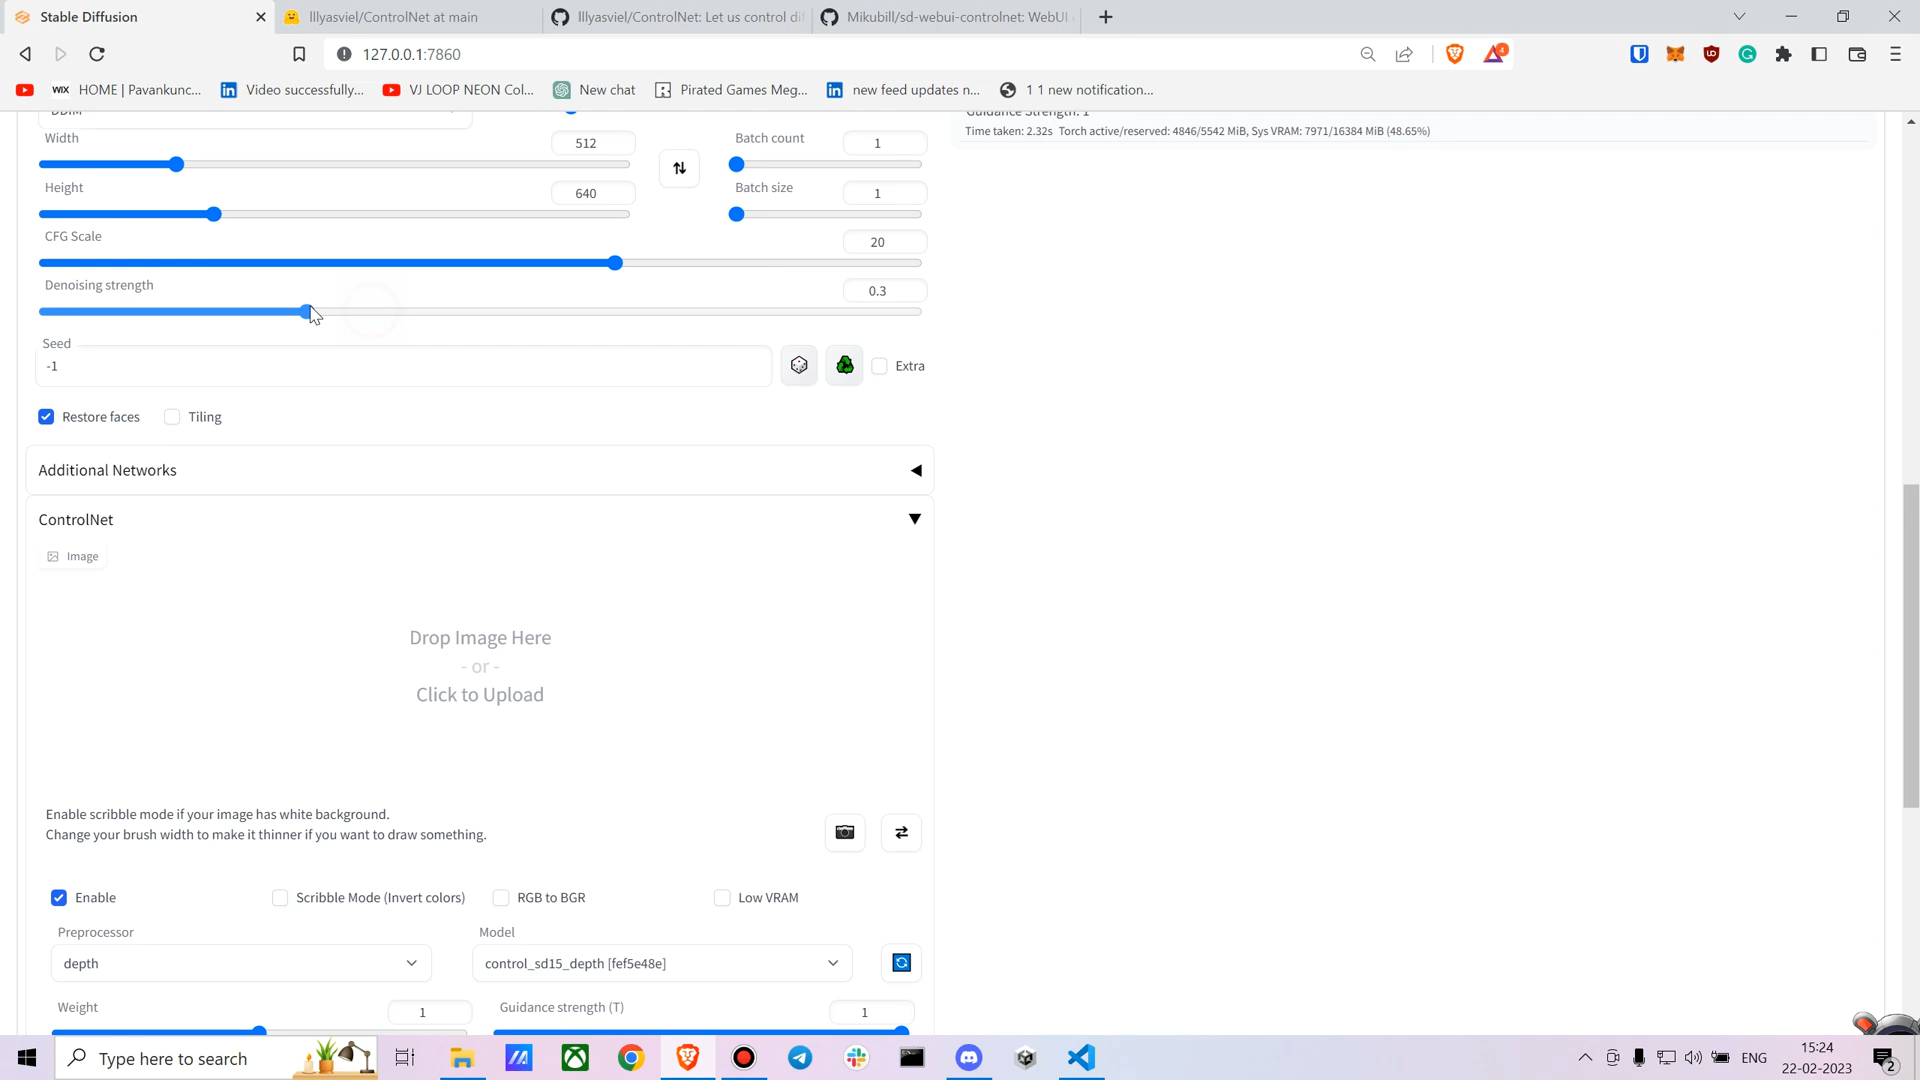 Stable Diffusion
lllyasviel/ControlNet at main
lllyasviel/ControlNet: Let us control dif
Mikubill/sd-webui-controlnet: WebUI
127.0.0.1:7860
4
WIX HOME | Pavankunc...
Video successfully...
VJ LOOP NEON Col...
New chat
Pirated Games Meg...
new feed updates n...
1 1 new notification...
DDIM
Guidance Strength: 1
Time taken: 2.32s Torch active/reserved: 4846/5542 MiB, Sys VRAM: 7971/16384 MiB (48.65%)
Width 512
Batch count 1
Height 640
Batch size 1
CFG Scale 20
Denoising strength 0.3
Seed
-1
Extra
Restore faces
Tiling
Additional Networks
ControlNet
Image
Drop Image Here
- or -
Click to Upload
Enable scribble mode if your image has white background.
Change your brush width to make it thinner if you want to draw something.
Enable
Scribble Mode (Invert colors)
RGB to BGR
Low VRAM
Preprocessor
Model
depth
control_sd15_depth [fef5e48e]
Weight 1
Guidance strength (T) 1
Type here to search
ENG
15:24
22-02-2023
2